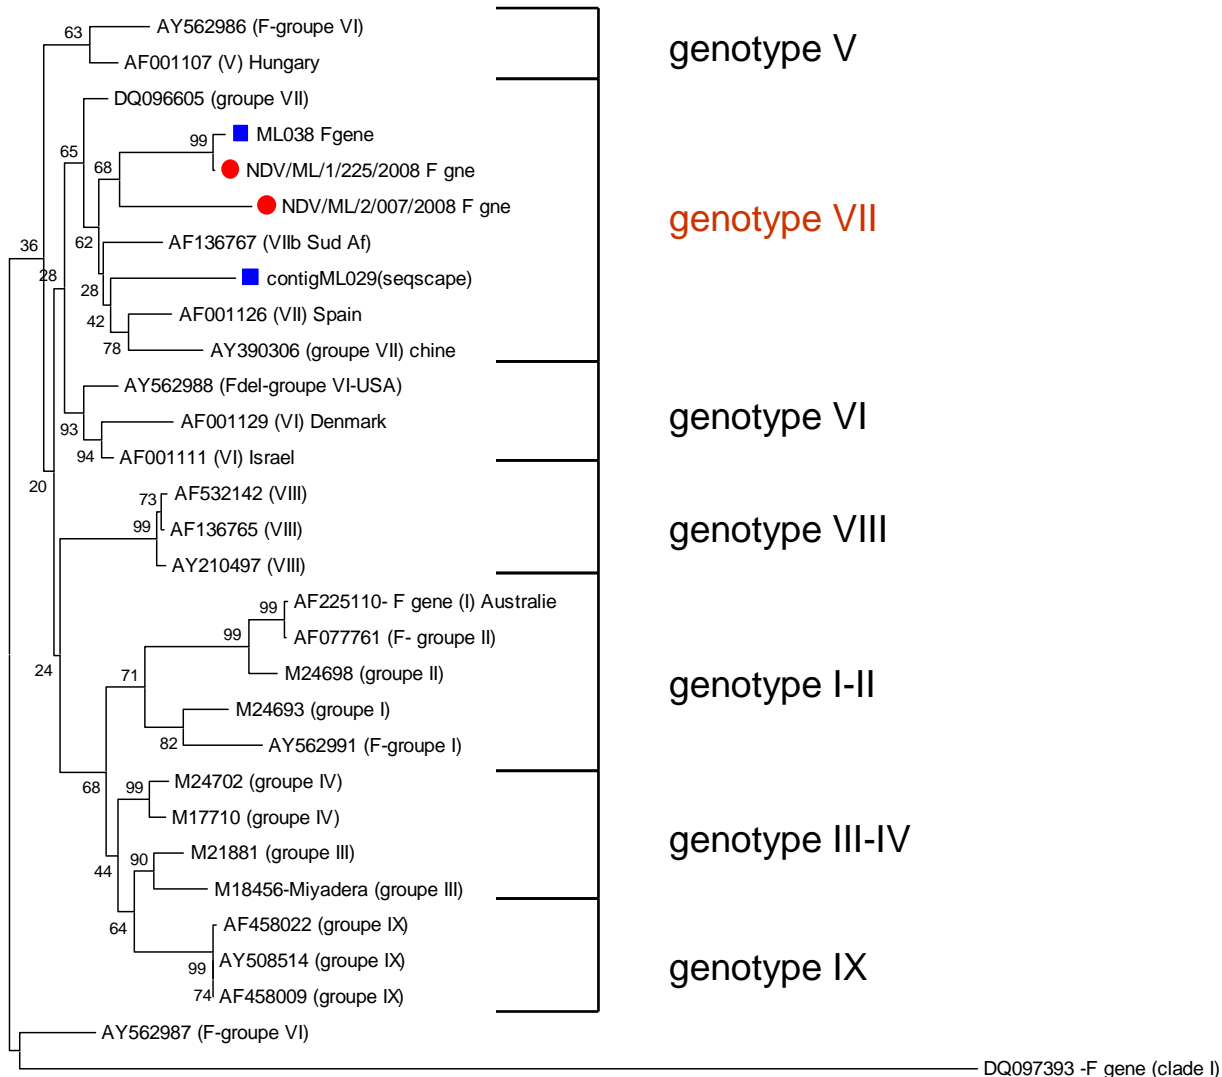 AY562986 (F-groupe VI)
63
genotype V
AF001107 (V) Hungary
DQ096605 (groupe VII)
ML038 Fgene
99
65
68
NDV/ML/1/225/2008 F gne
NDV/ML/2/007/2008 F gne
genotype VII
36
62
AF136767 (VIIb Sud Af)
28
contigML029(seqscape)
28
42
AF001126 (VII) Spain
78
AY390306 (groupe VII) chine
AY562988 (Fdel-groupe VI-USA)
genotype VI
93
AF001129 (VI) Denmark
94
AF001111 (VI) Israel
20
73
AF532142 (VIII)
99
AF136765 (VIII)
genotype VIII
AY210497 (VIII)
99
AF225110- F gene (I) Australie
99
AF077761 (F- groupe II)
24
71
M24698 (groupe II)
genotype I-II
M24693 (groupe I)
82
AY562991 (F-groupe I)
68
99
M24702 (groupe IV)
M17710 (groupe IV)
genotype III-IV
44
90
M21881 (groupe III)
M18456-Miyadera (groupe III)
64
AF458022 (groupe IX)
99
AY508514 (groupe IX)
genotype IX
74
AF458009 (groupe IX)
AY562987 (F-groupe VI)
DQ097393 -F gene (clade I)